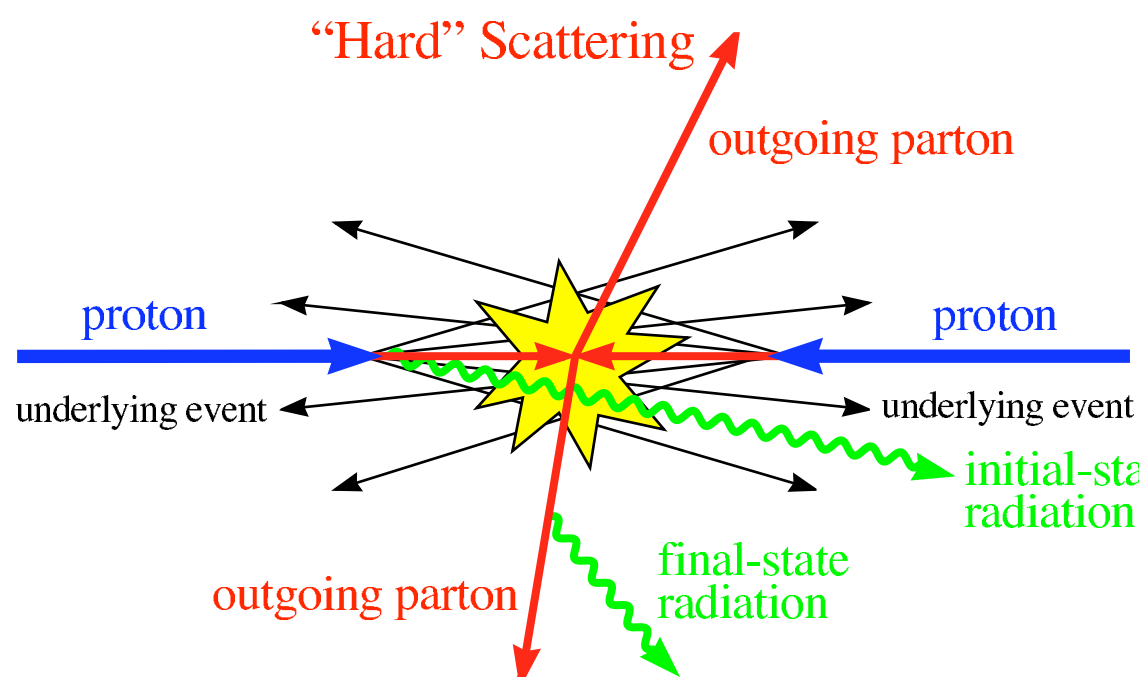 “Hard” Scattering
outgoing parton
proton
proton
underlying event
underlying event
initial-sta
radiation
final-state
radiation
outgoing parton